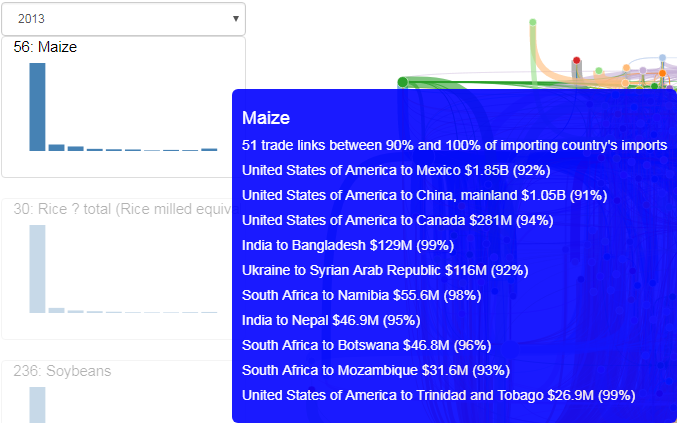 2013
56: Maize
30: Rice ? total (Rice milled equiv
236: Soybeans
Maize
51 trade links between 90% and 100% of importing country's imports
United States of America to Mexico $1.85B (92%)
United States of America to China, mainland $1.05B (91%)
United States of America to Canada $281M (94%)
India to Bangladesh $129M (99%)
Ukraine to Syrian Arab Republic $116M (92%)
South Africa to Namibia $55.6M (98%)
India to Nepal $46.9M (95%)
South Africa to Botswana $46.8M (96%)
South Africa to Mozambique $31.6M (93%)
United States of America to Trinidad and Tobago $26.9M (99%)